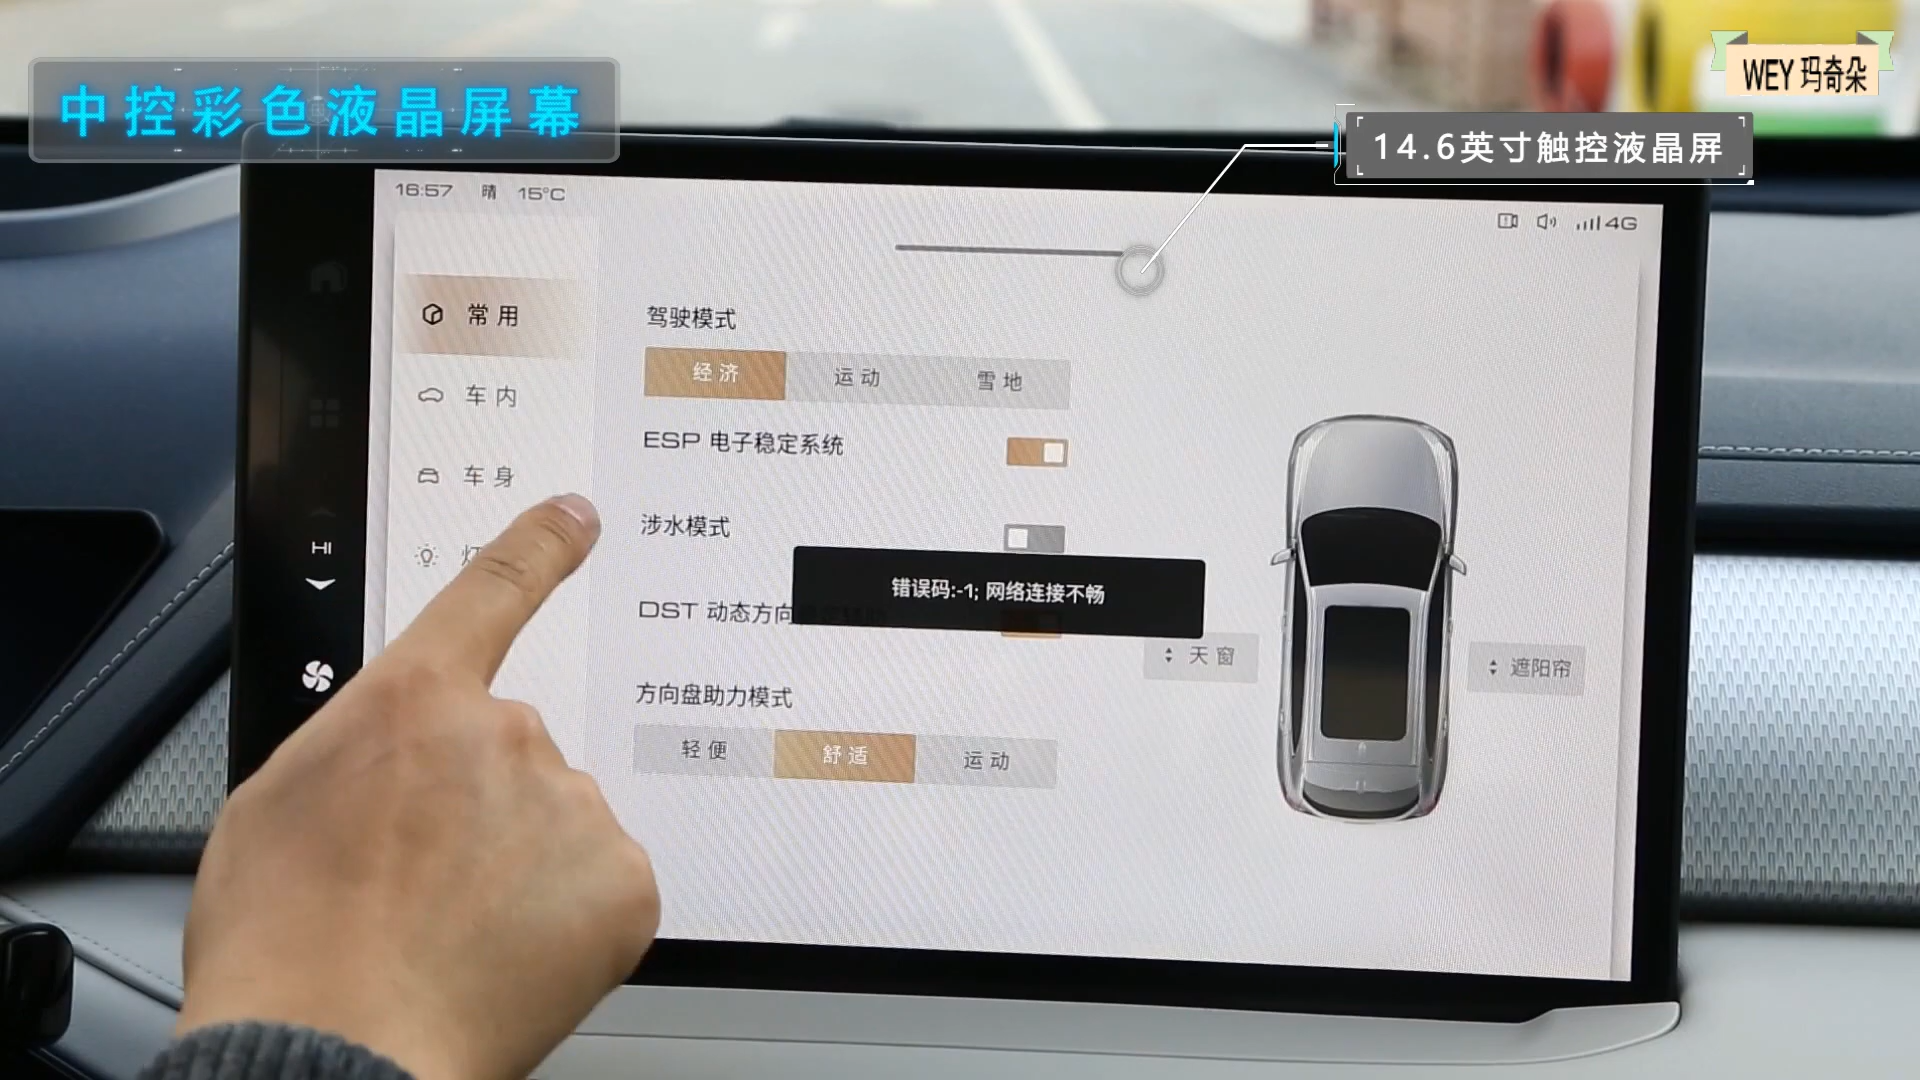 中控彩色液晶屏幕
WEY 玛奇朵
14.6英寸触控液晶屏
16:57 晴 15°C
4G
常用
驾驶模式
经济 运动 雪地
车内
ESP 电子稳定系统
车身
涉水模式
灯
HI
错误码:-1; 网络连接不畅
DST 动态方向
天窗
遮阳帘
方向盘助力模式
轻便 舒适 运动